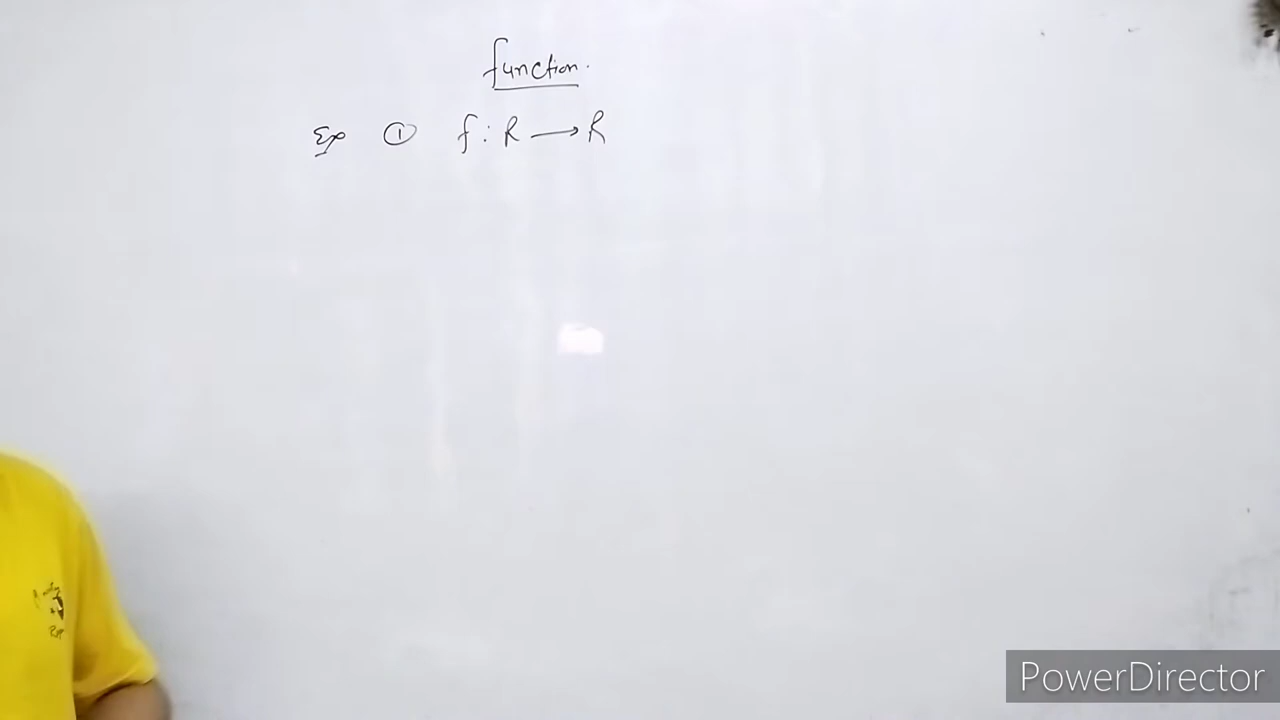 function.
Ex ① f : R ⟶ R
PowerDirector